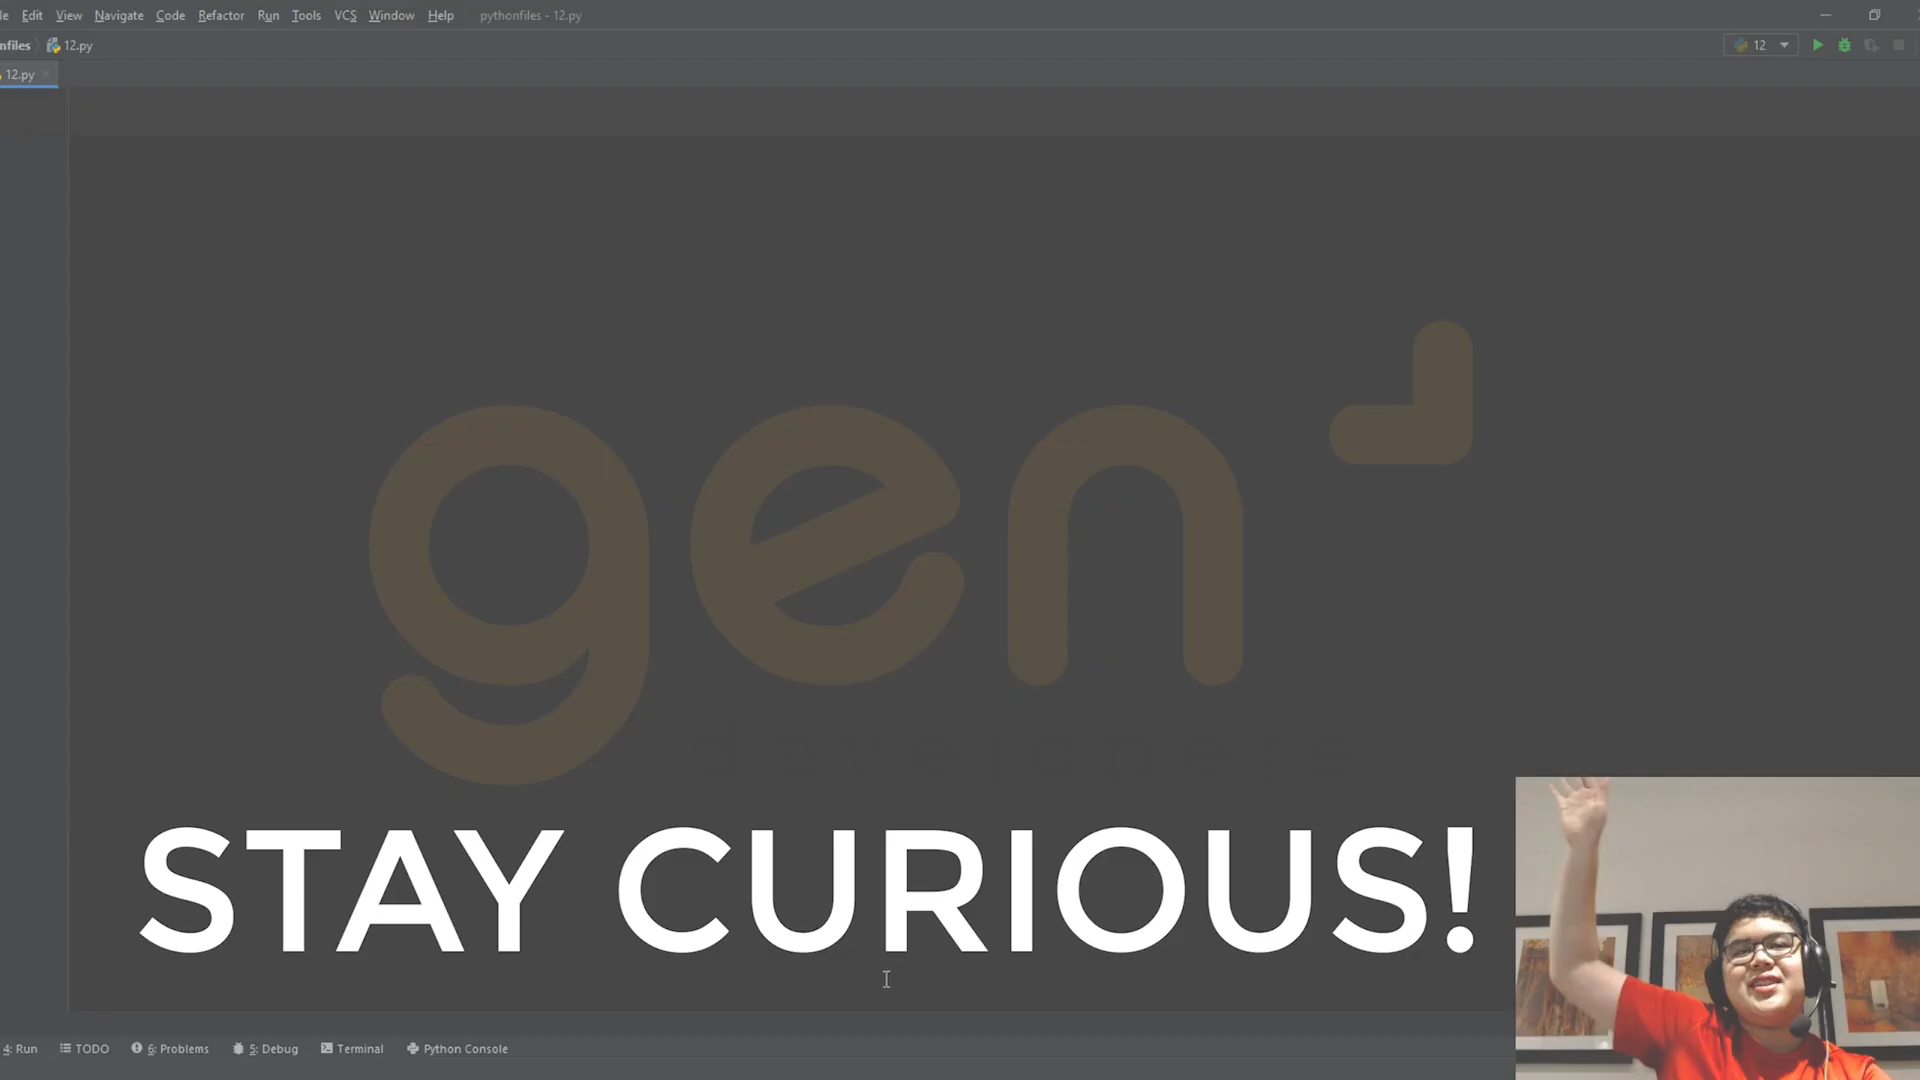 le Edit View Navigate Code Refactor Run Tools VCS Window Help pythonfiles - 12.py
nfiles 12.py 12
12.py
gen
developers
STAY CURIOUS!
4: Run TODO 6: Problems 5: Debug Terminal Python Console